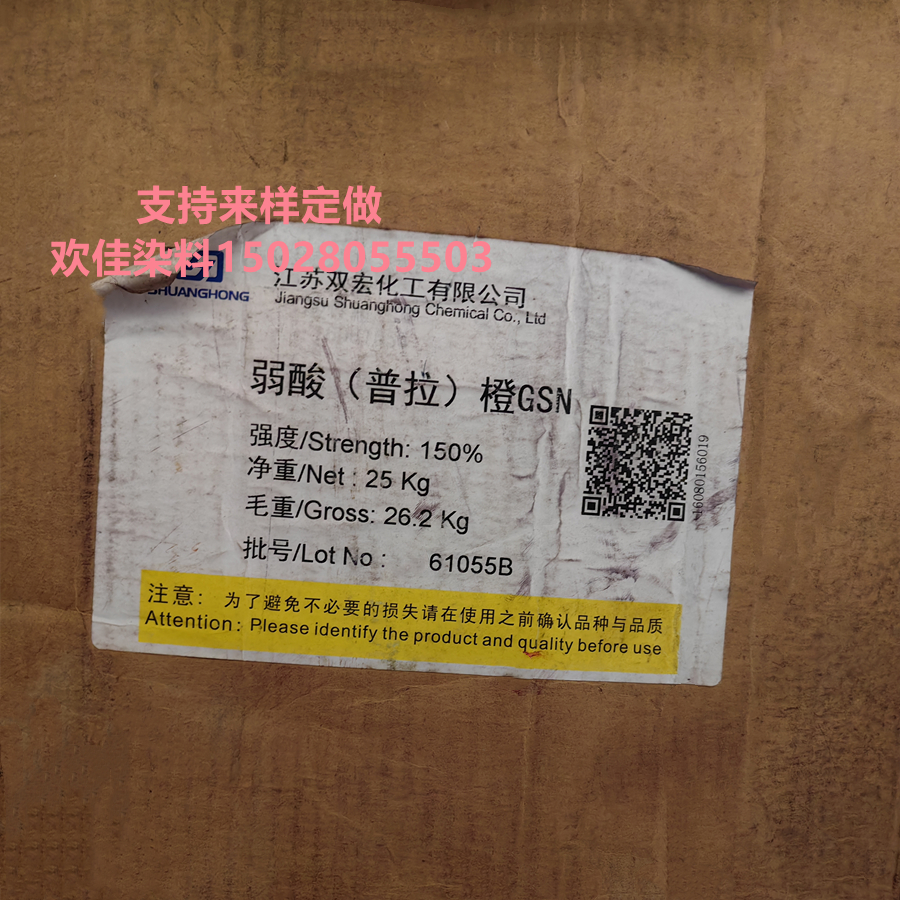 支持来样定做
欢佳染料15028055503
SHUANGHONG
江苏双宏化工有限公司
Jiangsu Shuanghong Chemical Co., Ltd
弱酸（普拉）橙GSN
强度/Strength: 150%
净重/Net : 25 Kg
毛重/Gross: 26.2 Kg
批号/Lot No : 61055B
16080156019
注意: 为了避免不必要的损失请在使用之前确认品种与品质
Attention: Please identify the product and quality before use